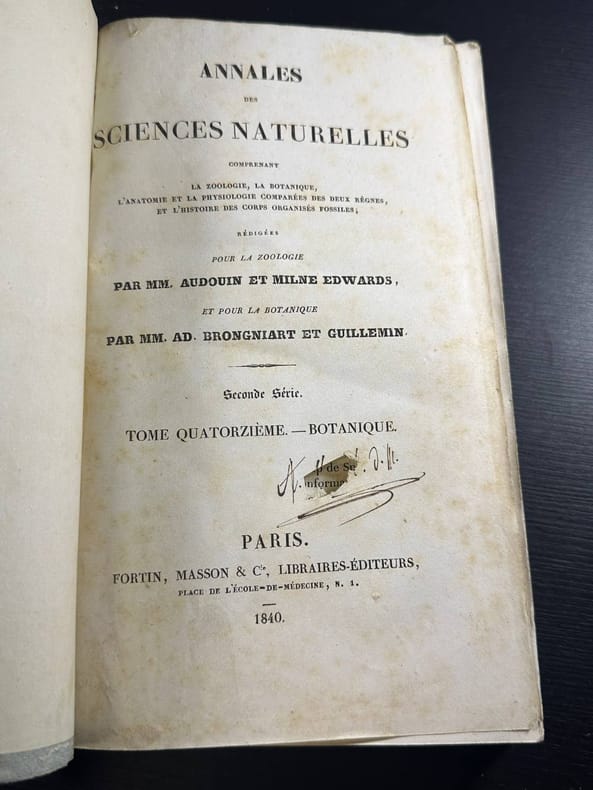 ANNALES
DES
SCIENCES NATURELLES
COMPRENANT
LA ZOOLOGIE, LA BOTANIQUE,
L'ANATOMIE ET LA PHYSIOLOGIE COMPARÉES DES DEUX RÈGNES,
ET L'HISTOIRE DES CORPS ORGANISÉS FOSSILES;
RÉDIGÉES
POUR LA ZOOLOGIE
PAR MM. AUDOUIN ET MILNE EDWARDS,
ET POUR LA BOTANIQUE
PAR MM. AD. BRONGNIART ET GUILLEMIN.
Seconde Série.
TOME QUATORZIÈME. — BOTANIQUE.
de
PARIS.
FORTIN, MASSON & Cie, LIBRAIRES-ÉDITEURS,
PLACE DE L'ÉCOLE-DE-MÉDECINE, N. 1.
1840.